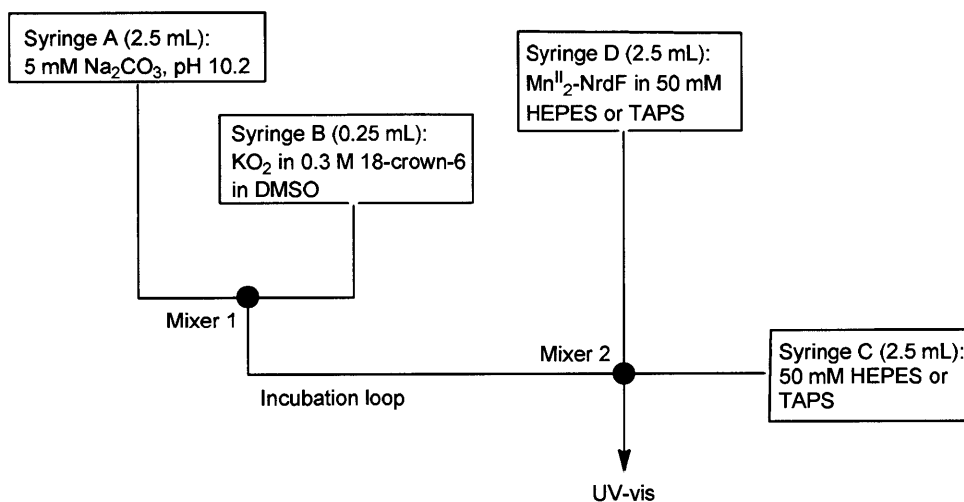 Syringe A (2.5 mL):
5 mM Na₂CO₃, pH 10.2
Syringe B (0.25 mL):
KO₂ in 0.3 M 18-crown-6
in DMSO
Syringe D (2.5 mL):
Mnᴵᴵ₂-NrdF in 50 mM
HEPES or TAPS
Mixer 1
Mixer 2
Syringe C (2.5 mL):
50 mM HEPES or
TAPS
Incubation loop
UV-vis